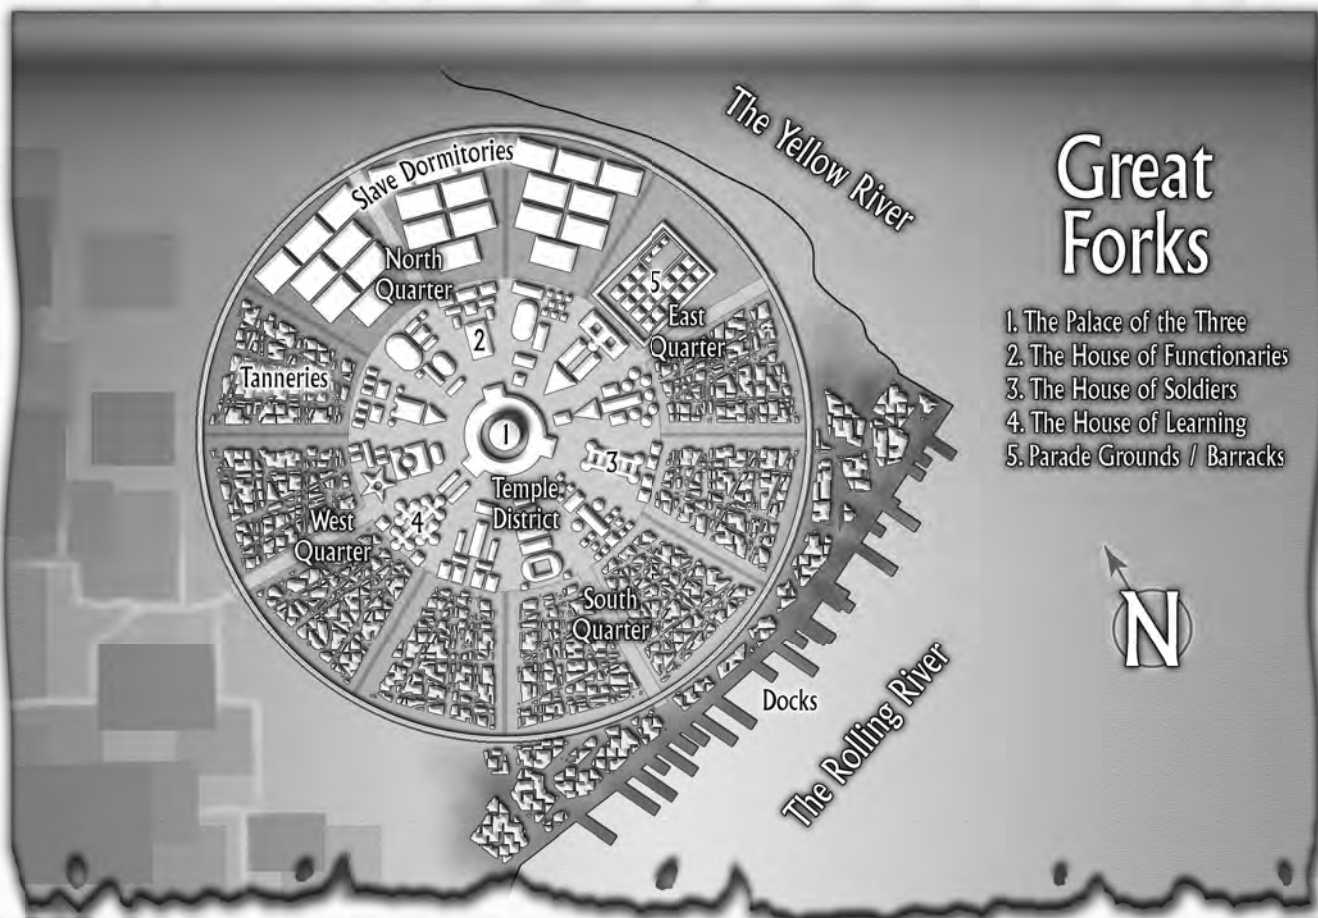 The Yellow River
Great
Forks
1. The Palace of the Three
2. The House of Functionaries
3. The House of Soldiers
4. The House of Learning
5. Parade Grounds / Barracks
Slave Dormitories
North
Quarter
5
East
Quarter
2
Tanneries
1
3
Temple
District
4
West
Quarter
South
Quarter
N
Docks
The Rolling River